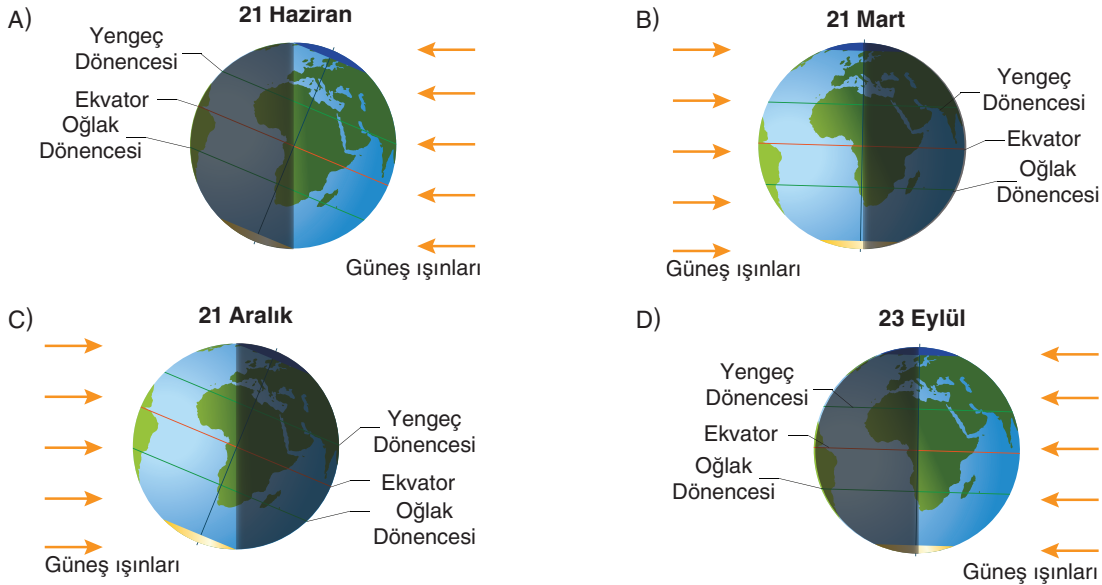 A)
21 Haziran
Yengeç
Dönencesi
Ekvator
Oğlak
Dönencesi
Güneş ışınları
B)
21 Mart
Yengeç
Dönencesi
Ekvator
Oğlak
Dönencesi
Güneş ışınları
C)
21 Aralık
Yengeç
Dönencesi
Ekvator
Oğlak
Dönencesi
Güneş ışınları
D)
23 Eylül
Yengeç
Dönencesi
Ekvator
Oğlak
Dönencesi
Güneş ışınları